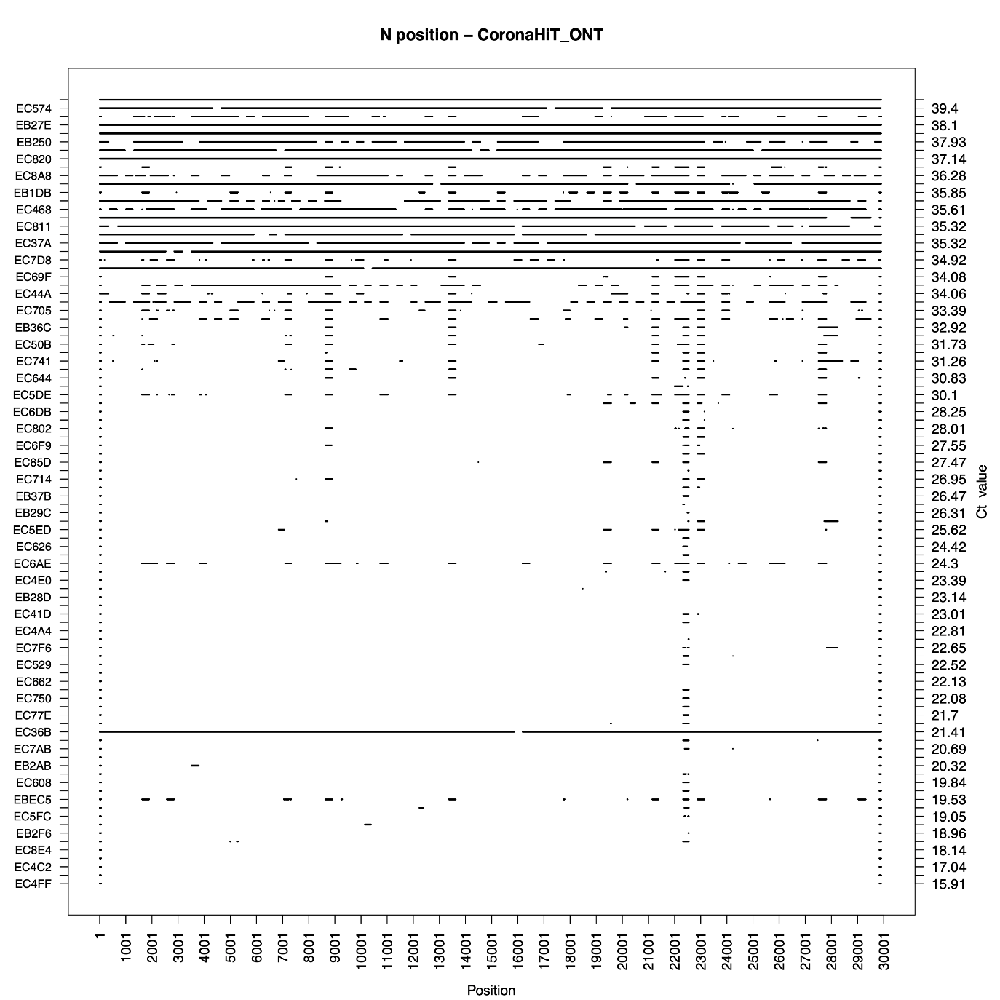 N position – CoronaHiT_ONT
EC574 39.4
EB27E 38.1
EB250 37.93
EC820 37.14
EC8A8 36.28
EB1DB 35.85
EC468 35.61
EC811 35.32
EC37A 35.32
EC7D8 34.92
EC69F 34.08
EC44A 34.06
EC705 33.39
EB36C 32.92
EC50B 31.73
EC741 31.26
EC644 30.83
EC5DE 30.1
EC6DB 28.25
EC802 28.01
EC6F9 27.55
EC85D 27.47
EC714 26.95
EB37B 26.47
EB29C 26.31
EC5ED 25.62
EC626 24.42
EC6AE 24.3
EC4E0 23.39
EB28D 23.14
EC41D 23.01
EC4A4 22.81
EC7F6 22.65
EC529 22.52
EC662 22.13
EC750 22.08
EC77E 21.7
EC36B 21.41
EC7AB 20.69
EB2AB 20.32
EC608 19.84
EBEC5 19.53
EC5FC 19.05
EB2F6 18.96
EC8E4 18.14
EC4C2 17.04
EC4FF 15.91
Ct value
1 1001 2001 3001 4001 5001 6001 7001 8001 9001 10001 11001 12001 13001 14001 15001 16001 17001 18001 19001 20001 21001 22001 23001 24001 25001 26001 27001 28001 29001 30001
Position